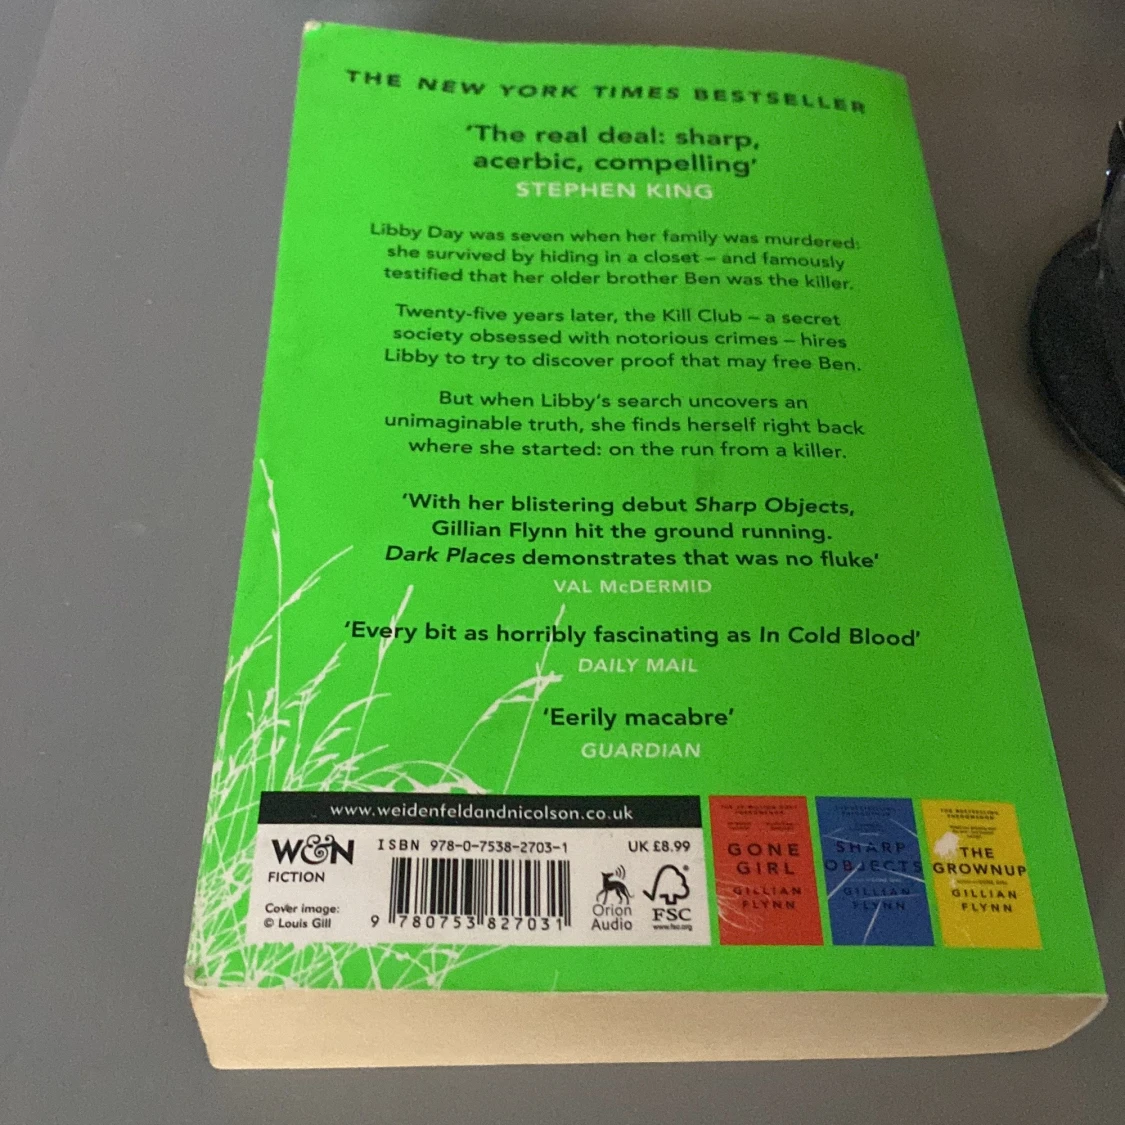 THE NEW YORK TIMES BESTSELLER
‘The real deal: sharp,
acerbic, compelling’
STEPHEN KING
Libby Day was seven when her family was murdered:
she survived by hiding in a closet – and famously
testified that her older brother Ben was the killer.
Twenty-five years later, the Kill Club – a secret
society obsessed with notorious crimes – hires
Libby to try to discover proof that may free Ben.
But when Libby’s search uncovers an
unimaginable truth, she finds herself right back
where she started: on the run from a killer.
‘With her blistering debut Sharp Objects,
Gillian Flynn hit the ground running.
Dark Places demonstrates that was no fluke’
VAL McDERMID
‘Every bit as horribly fascinating as In Cold Blood’
DAILY MAIL
‘Eerily macabre’
GUARDIAN
www.weidenfeldandnicolson.co.uk
W&N
FICTION
Cover image:
© Louis Gill
ISBN 978-0-7538-2703-1
9 780753 827031
UK £8.99
Orion
Audio
FSC
www.fsc.org
GONE
GIRL
GILLIAN
FLYNN
SHARP
OBJECTS
GILLIAN
FLYNN
THE
GROWNUP
GILLIAN
FLYNN